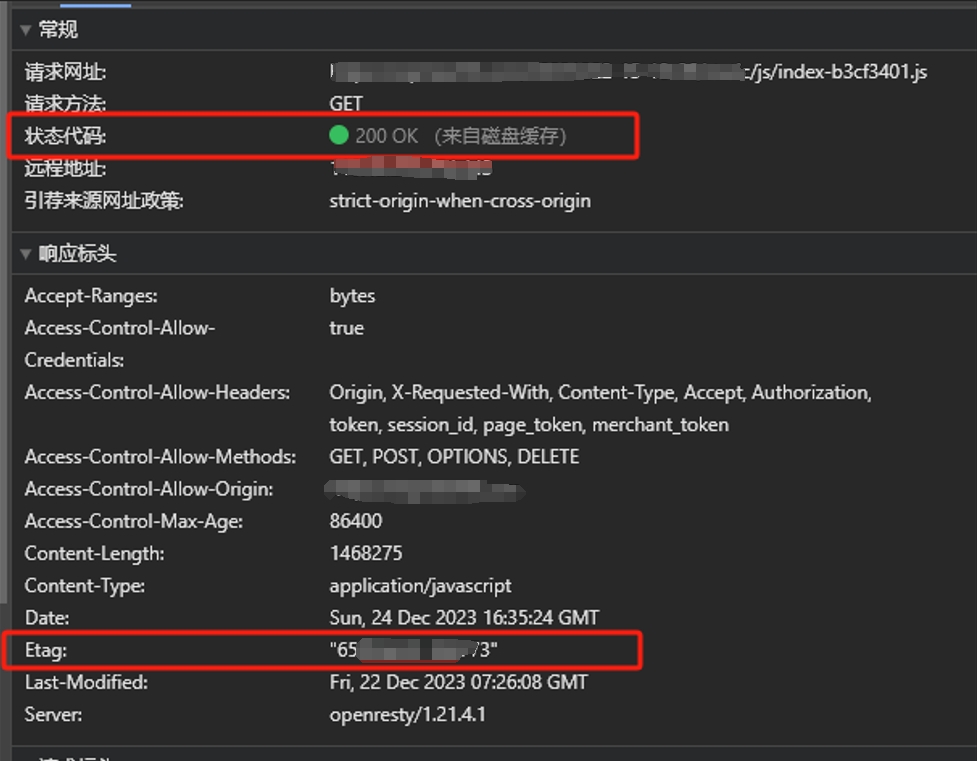 常规
请求网址: c/js/index-b3cf3401.js
请求方法: GET
状态代码: 200 OK (来自磁盘缓存)
远程地址:
引荐来源网址政策: strict-origin-when-cross-origin
响应标头
Accept-Ranges: bytes
Access-Control-Allow- true
Credentials:
Access-Control-Allow-Headers: Origin, X-Requested-With, Content-Type, Accept, Authorization,
token, session_id, page_token, merchant_token
Access-Control-Allow-Methods: GET, POST, OPTIONS, DELETE
Access-Control-Allow-Origin:
Access-Control-Max-Age: 86400
Content-Length: 1468275
Content-Type: application/javascript
Date: Sun, 24 Dec 2023 16:35:24 GMT
Etag: "65 73"
Last-Modified: Fri, 22 Dec 2023 07:26:08 GMT
Server: openresty/1.21.4.1